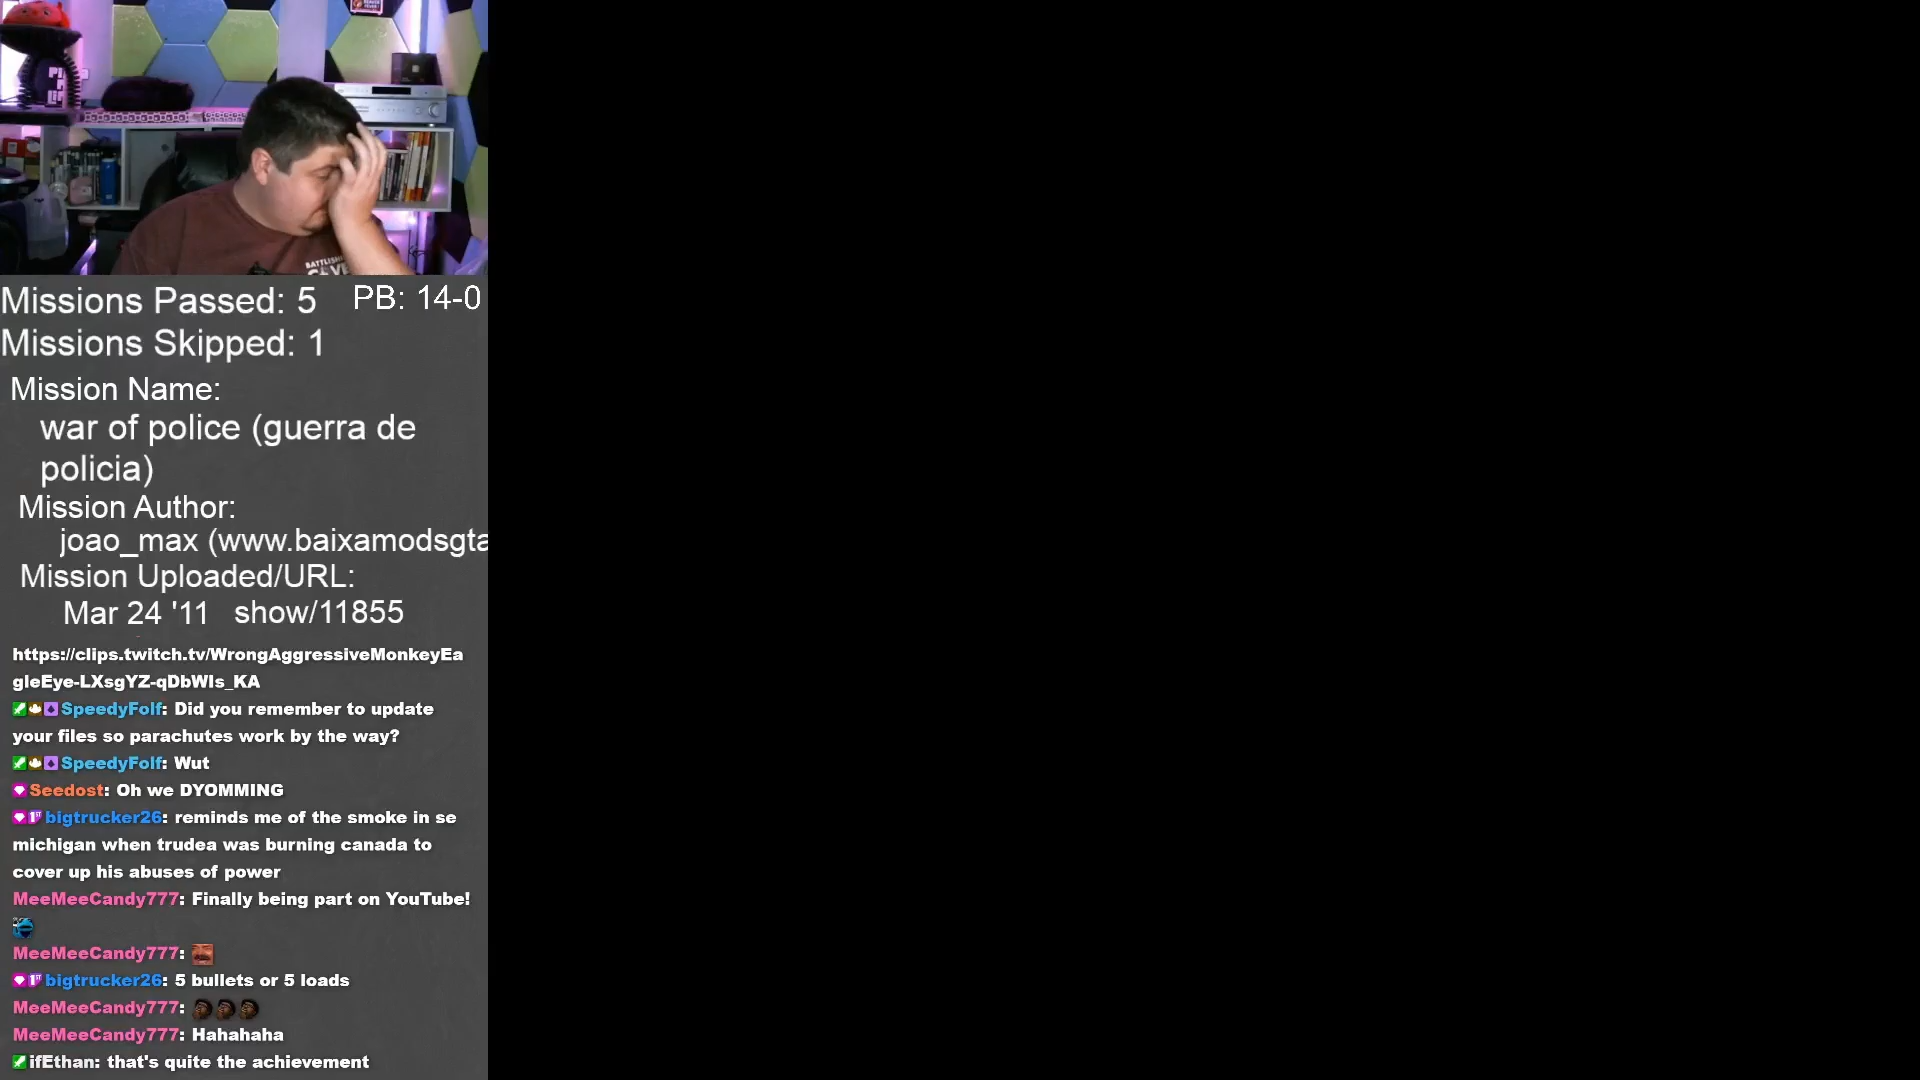 BATTLESHI
Missions Passed: 5 PB: 14-0
Missions Skipped: 1
Mission Name:
war of police (guerra de
policia)
Mission Author:
joao_max (www.baixamodsgta
Mission Uploaded/URL:
Mar 24 '11 show/11855
https://clips.twitch.tv/WrongAggressiveMonkeyEa
gleEye-LXsgYZ-qDbWIs_KA
SpeedyFolf: Did you remember to update
your files so parachutes work by the way?
SpeedyFolf: Wut
Seedost: Oh we DYOMMING
bigtrucker26: reminds me of the smoke in se
michigan when trudea was burning canada to
cover up his abuses of power
MeeMeeCandy777: Finally being part on YouTube!
MeeMeeCandy777:
bigtrucker26: 5 bullets or 5 loads
MeeMeeCandy777:
MeeMeeCandy777: Hahahaha
ifEthan: that's quite the achievement